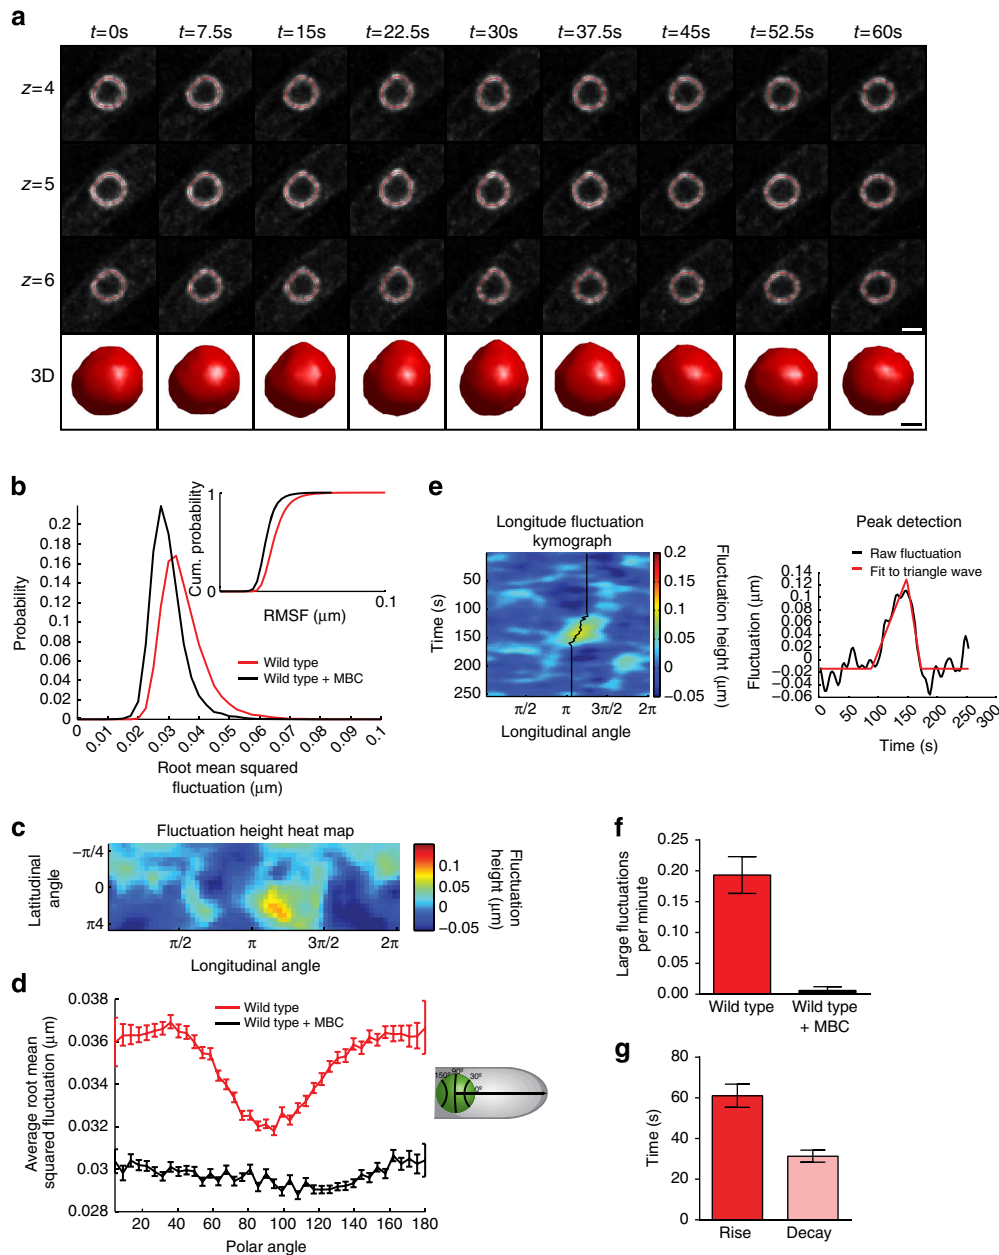 a
t=0s t=7.5s t=15s t=22.5s t=30s t=37.5s t=45s t=52.5s t=60s
z=4
z=5
z=6
3D
b
Probability
0.2
0.18
0.16
0.14
0.12
0.1
0.08
0.06
0.04
0.02
0
0 0.01 0.02 0.03 0.04 0.05 0.06 0.07 0.08 0.09 0.1
Root mean squared
fluctuation (μm)
Cum. probability
1
0
0.1
RMSF (μm)
Wild type
Wild type + MBC
e
Longitude fluctuation
kymograph
Time (s)
0
50
100
150
200
250
π/2 π 3π/2 2π
Longitudinal angle
0.2
0.15
0.1
0.05
0
−0.05
Fluctuation height (μm)
Peak detection
Raw fluctuation
Fit to triangle wave
Fluctuation (μm)
0.14
0.12
0.08
0.04
0
−0.02
−0.04
−0.06
0 50 100 150 200 250 300
Time (s)
c
Fluctuation height heat map
Latitudinal
angle
−π/4
0
π4
π/2 π 3π/2 2π
Longitudinal angle
0.1
0.05
0
−0.05
Fluctuation
height (μm)
d
Average root mean
squared fluctuation (μm)
0.038
0.036
0.034
0.032
0.03
0.028
20 40 60 80 100 120 140 160 180
Polar angle
Wild type
Wild type + MBC
150º 90º 30º
f
Large fluctuations
per minute
0.25
0.20
0.15
0.10
0.05
0.00
Wild type Wild type
+ MBC
g
Time (s)
80
60
40
20
0
Rise Decay